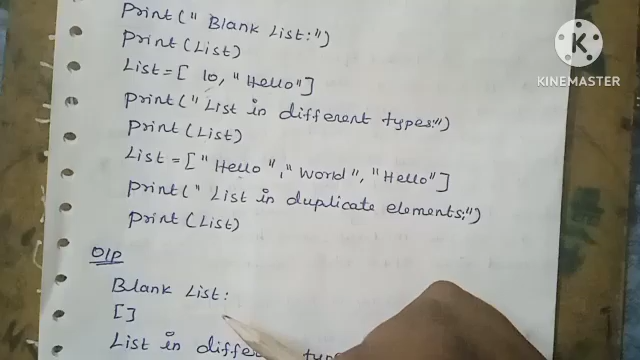 print(" Blank List:")
print(List)
List=[ 10, "Hello"]
print(" List in different types:")
print(List)
List = [ "Hello", "World", "Hello"]
print(" List in duplicate elements:")
print(List)
O/P
Blank List:
[]
List in different
K
KINEMASTER